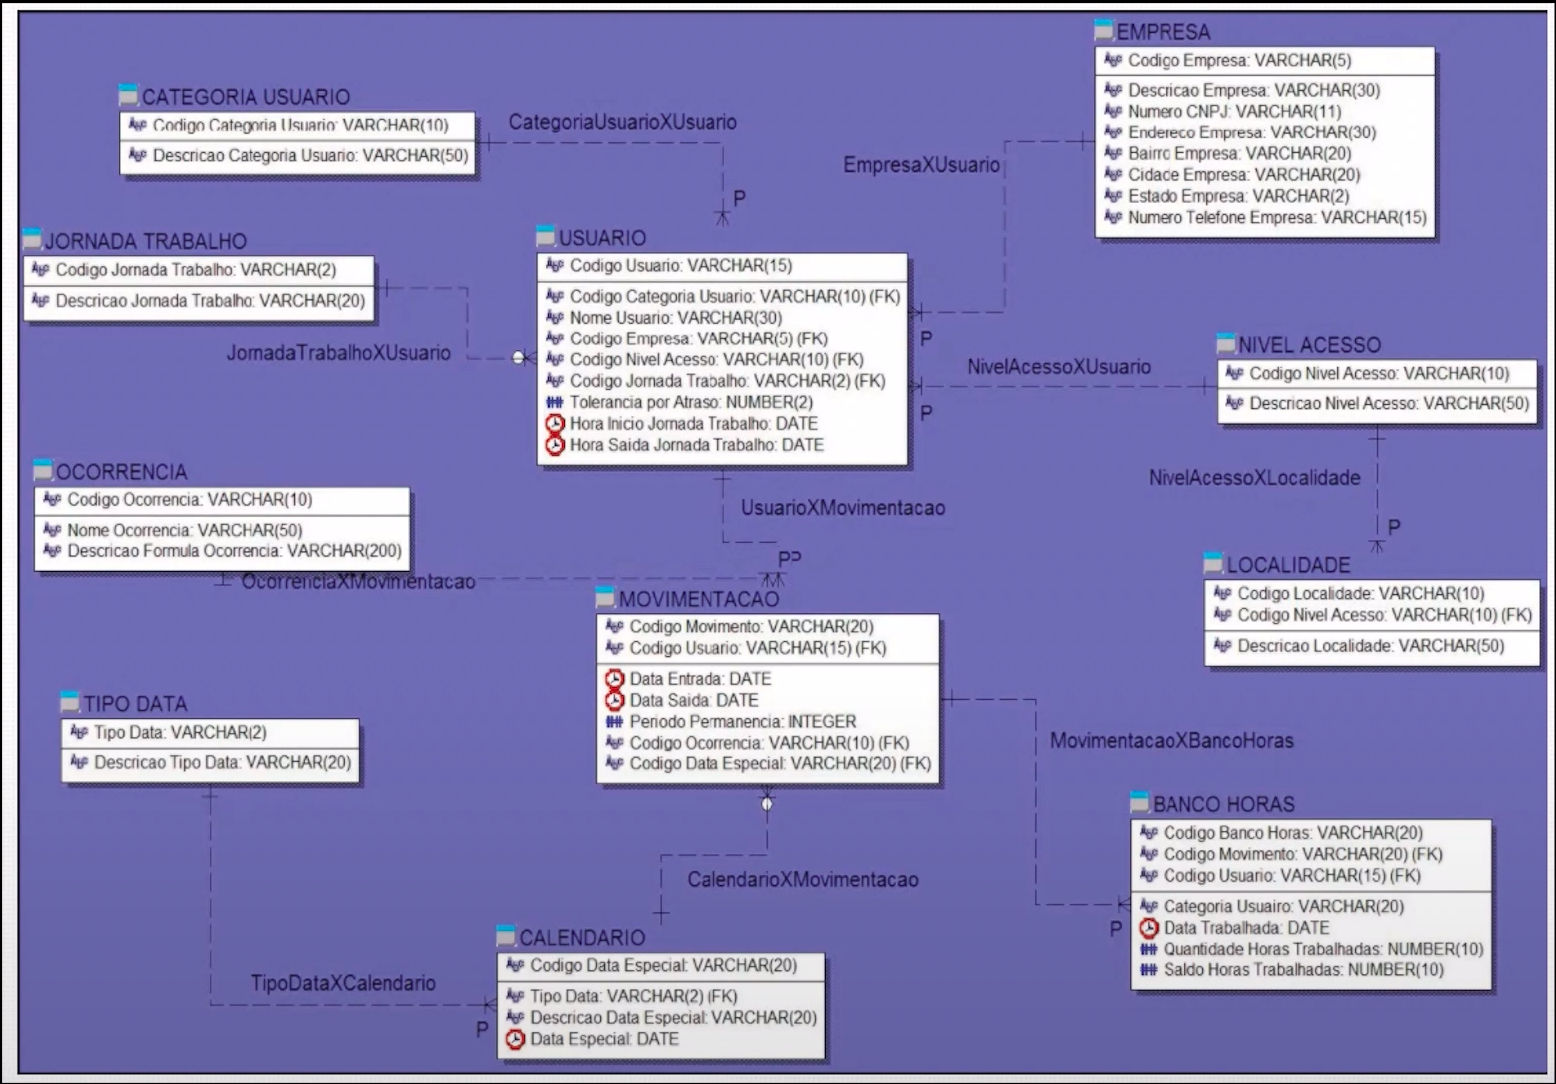 EMPRESA
Codigo Empresa: VARCHAR(5)
Descricao Empresa: VARCHAR(30)
Numero CNPJ: VARCHAR(11)
Endereco Empresa: VARCHAR(30)
Bairro Empresa: VARCHAR(20)
Cidade Empresa: VARCHAR(20)
Estado Empresa: VARCHAR(2)
Numero Telefone Empresa: VARCHAR(15)
CATEGORIA USUARIO
Codigo Categoria Usuario: VARCHAR(10)
Descricao Categoria Usuario: VARCHAR(50)
CategoriaUsuarioXUsuario
P
EmpresaXUsuario
P
JORNADA TRABALHO
Codigo Jornada Trabalho: VARCHAR(2)
Descricao Jornada Trabalho: VARCHAR(20)
JornadaTrabalhoXUsuario
USUARIO
Codigo Usuario: VARCHAR(15)
Codigo Categoria Usuario: VARCHAR(10) (FK)
Nome Usuario: VARCHAR(30)
Codigo Empresa: VARCHAR(5) (FK)
Codigo Nivel Acesso: VARCHAR(10) (FK)
Codigo Jornada Trabalho: VARCHAR(2) (FK)
Tolerancia por Atraso: NUMBER(2)
Hora Inicio Jornada Trabalho: DATE
Hora Saida Jornada Trabalho: DATE
NivelAcessoXUsuario
P
NIVEL ACESSO
Codigo Nivel Acesso: VARCHAR(10)
Descricao Nivel Acesso: VARCHAR(50)
NivelAcessoXLocalidade
P
OCORRENCIA
Codigo Ocorrencia: VARCHAR(10)
Nome Ocorrencia: VARCHAR(50)
Descricao Formula Ocorrencia: VARCHAR(200)
OcorrenciaXMovimentacao
UsuarioXMovimentacao
PP
LOCALIDADE
Codigo Localidade: VARCHAR(10)
Codigo Nivel Acesso: VARCHAR(10) (FK)
Descricao Localidade: VARCHAR(50)
MOVIMENTACAO
Codigo Movimento: VARCHAR(20)
Codigo Usuario: VARCHAR(15) (FK)
Data Entrada: DATE
Data Saida: DATE
Periodo Permanencia: INTEGER
Codigo Ocorrencia: VARCHAR(10) (FK)
Codigo Data Especial: VARCHAR(20) (FK)
TIPO DATA
Tipo Data: VARCHAR(2)
Descricao Tipo Data: VARCHAR(20)
MovimentacaoXBancoHoras
P
BANCO HORAS
Codigo Banco Horas: VARCHAR(20)
Codigo Movimento: VARCHAR(20) (FK)
Codigo Usuario: VARCHAR(15) (FK)
Categoria Usuairo: VARCHAR(20)
Data Trabalhada: DATE
Quantidade Horas Trabalhadas: NUMBER(10)
Saldo Horas Trabalhadas: NUMBER(10)
CalendarioXMovimentacao
TipoDataXCalendario
P
CALENDARIO
Codigo Data Especial: VARCHAR(20)
Tipo Data: VARCHAR(2) (FK)
Descricao Data Especial: VARCHAR(20)
Data Especial: DATE